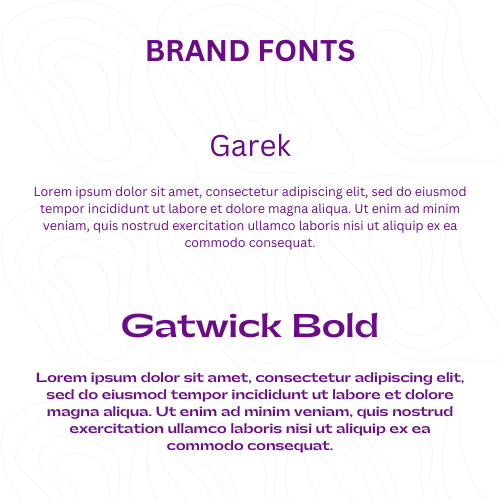 BRAND FONTS
Garek
Lorem ipsum dolor sit amet, consectetur adipiscing elit, sed do eiusmod
tempor incididunt ut labore et dolore magna aliqua. Ut enim ad minim
veniam, quis nostrud exercitation ullamco laboris nisi ut aliquip ex ea
commodo consequat.
Gatwick Bold
Lorem ipsum dolor sit amet, consectetur adipiscing elit,
sed do eiusmod tempor incididunt ut labore et dolore
magna aliqua. Ut enim ad minim veniam, quis nostrud
exercitation ullamco laboris nisi ut aliquip ex ea
commodo consequat.